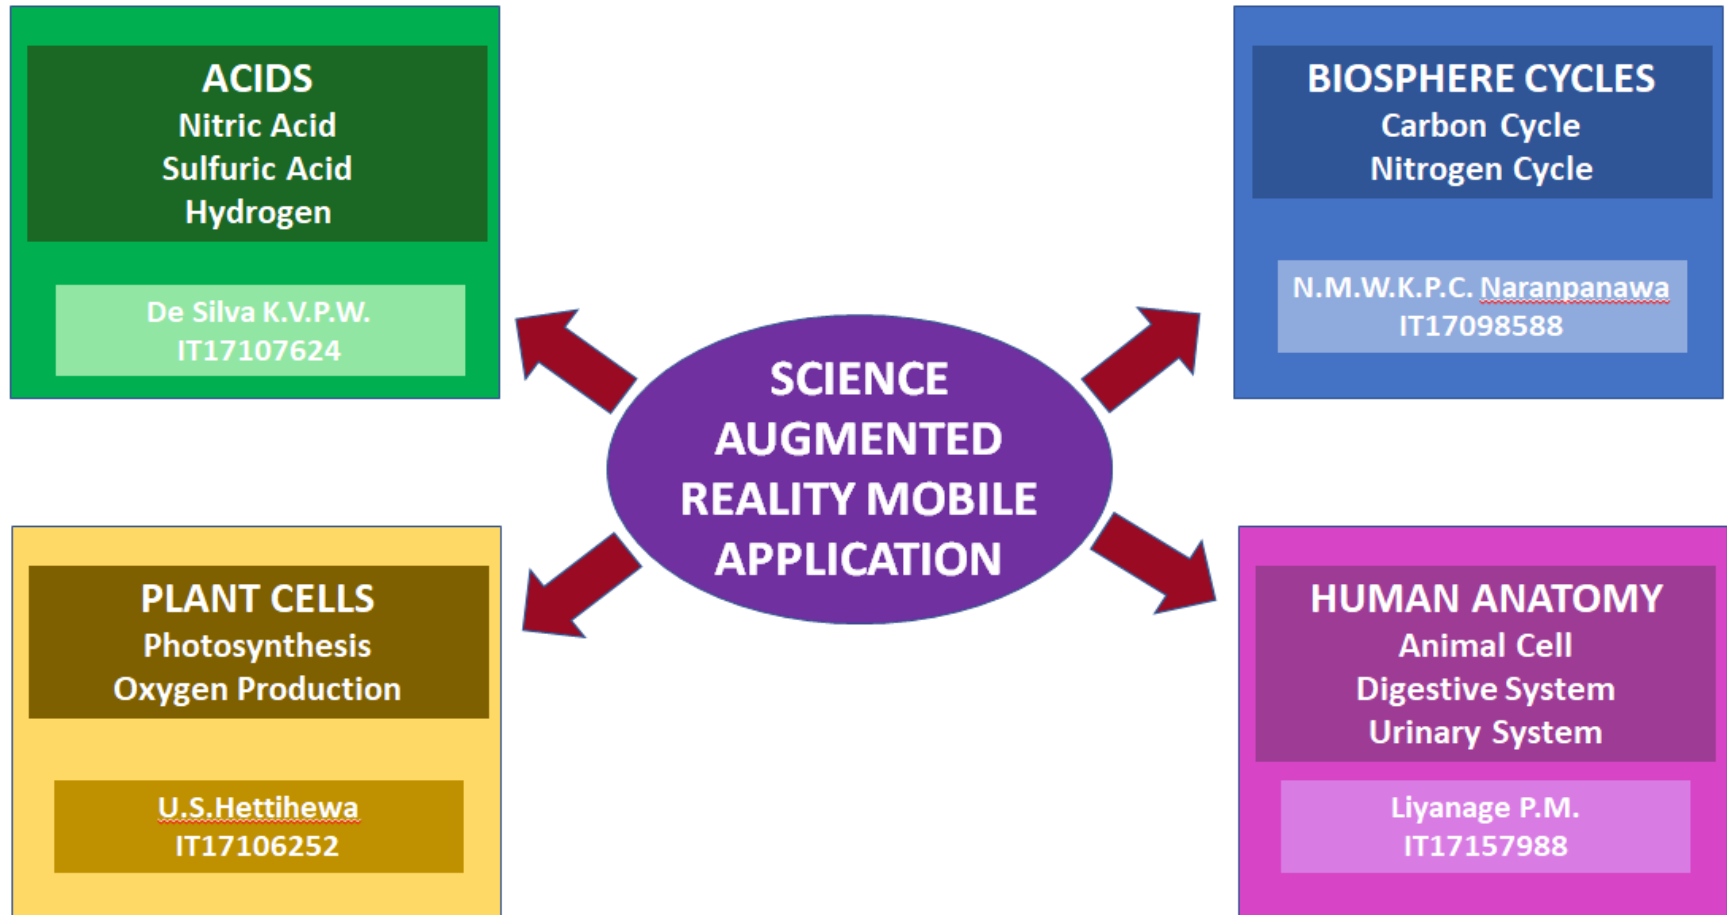 ACIDS
Nitric Acid
Sulfuric Acid
Hydrogen
De Silva K.V.P.W.
IT17107624
BIOSPHERE CYCLES
Carbon Cycle
Nitrogen Cycle
N.M.W.K.P.C. Naranpanawa
IT17098588
SCIENCE
AUGMENTED
REALITY MOBILE
APPLICATION
PLANT CELLS
Photosynthesis
Oxygen Production
U.S.Hettihewa
IT17106252
HUMAN ANATOMY
Animal Cell
Digestive System
Urinary System
Liyanage P.M.
IT17157988